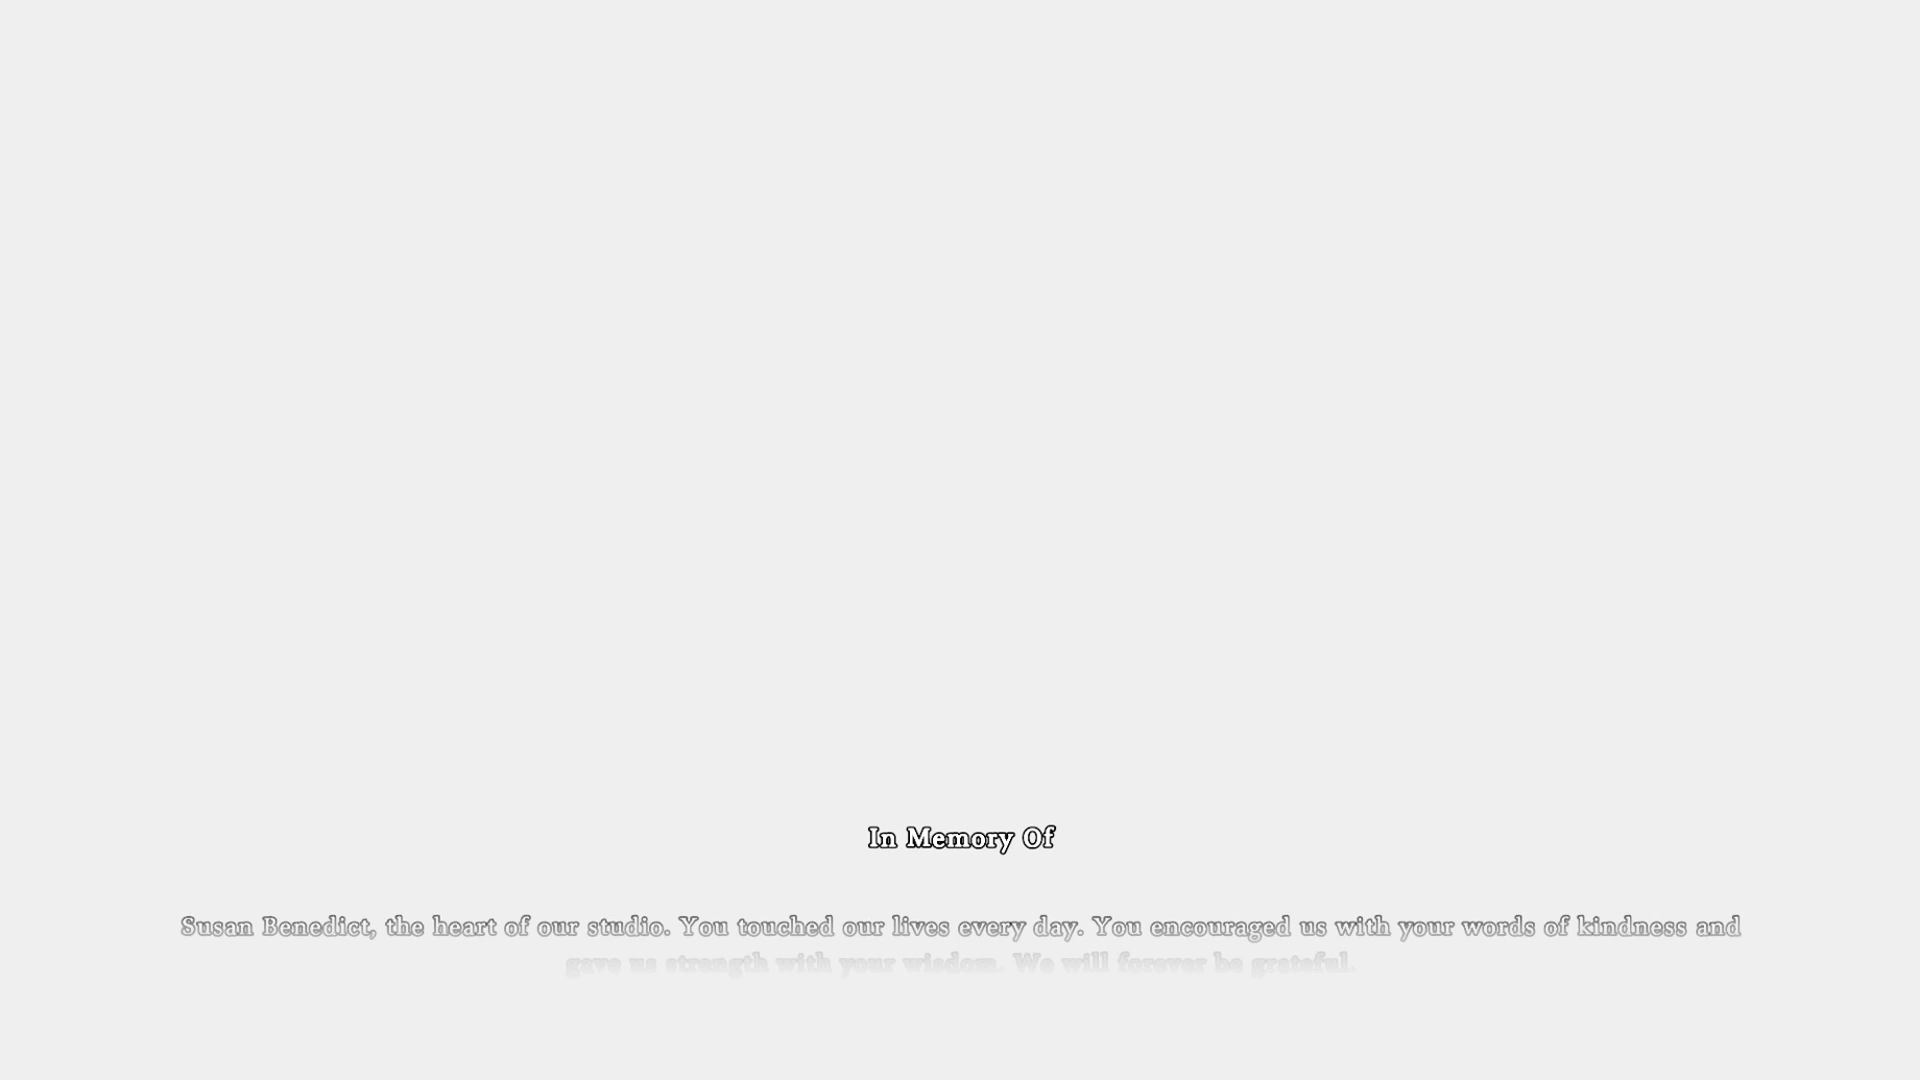 In Memory Of
Susan Benedict, the heart of our studio. You touched our lives every day. You encouraged us with your words of kindness and
gave us strength with your wisdom. We will forever be grateful.